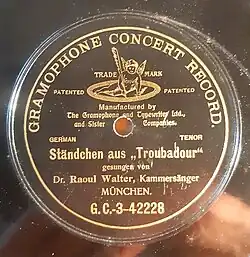 GRAMOPHONE CONCERT RECORD.
TRADE MARK
PATENTED PATENTED
Manufactured by
The Gramophone and Typewriter Ltd.,
and Sister Companies.
GERMAN TENOR
Ständchen aus „Troubadour“
gesungen von
Dr. Raoul Walter, Kammersänger
MÜNCHEN.
G.C.-3-42228